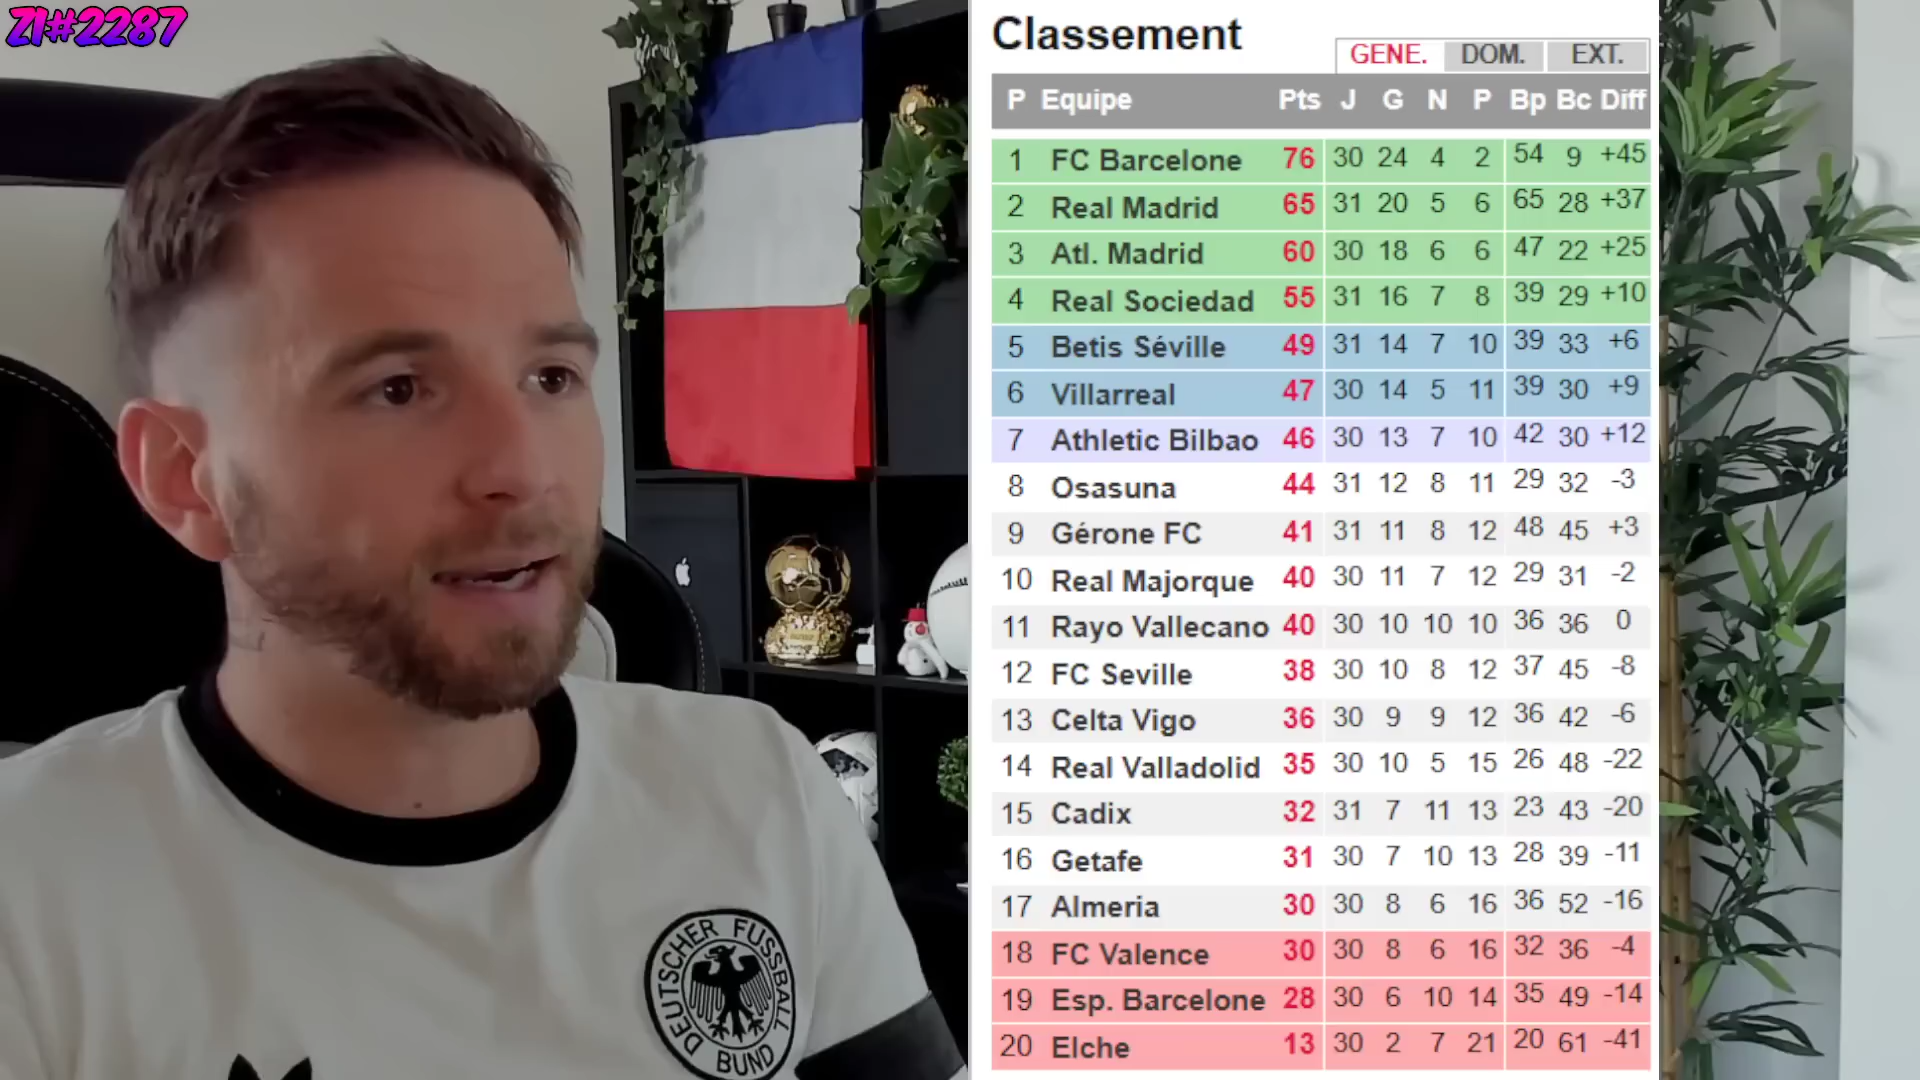 ZI#2287
Classement
GENE. DOM. EXT.
P Equipe Pts J G N P Bp Bc Diff
1 FC Barcelone 76 30 24 4 2 54 9 +45
2 Real Madrid 65 31 20 5 6 65 28 +37
3 Atl. Madrid 60 30 18 6 6 47 22 +25
4 Real Sociedad 55 31 16 7 8 39 29 +10
5 Betis Séville 49 31 14 7 10 39 33 +6
6 Villarreal 47 30 14 5 11 39 30 +9
7 Athletic Bilbao 46 30 13 7 10 42 30 +12
8 Osasuna 44 31 12 8 11 29 32 -3
9 Gérone FC 41 31 11 8 12 48 45 +3
10 Real Majorque 40 30 11 7 12 29 31 -2
11 Rayo Vallecano 40 30 10 10 10 36 36 0
12 FC Seville 38 30 10 8 12 37 45 -8
13 Celta Vigo 36 30 9 9 12 36 42 -6
14 Real Valladolid 35 30 10 5 15 26 48 -22
15 Cadix 32 31 7 11 13 23 43 -20
16 Getafe 31 30 7 10 13 28 39 -11
17 Almeria 30 30 8 6 16 36 52 -16
18 FC Valence 30 30 8 6 16 32 36 -4
19 Esp. Barcelone 28 30 6 10 14 35 49 -14
20 Elche 13 30 2 7 21 20 61 -41
DEUTSCHER FUSSBALL
BUND